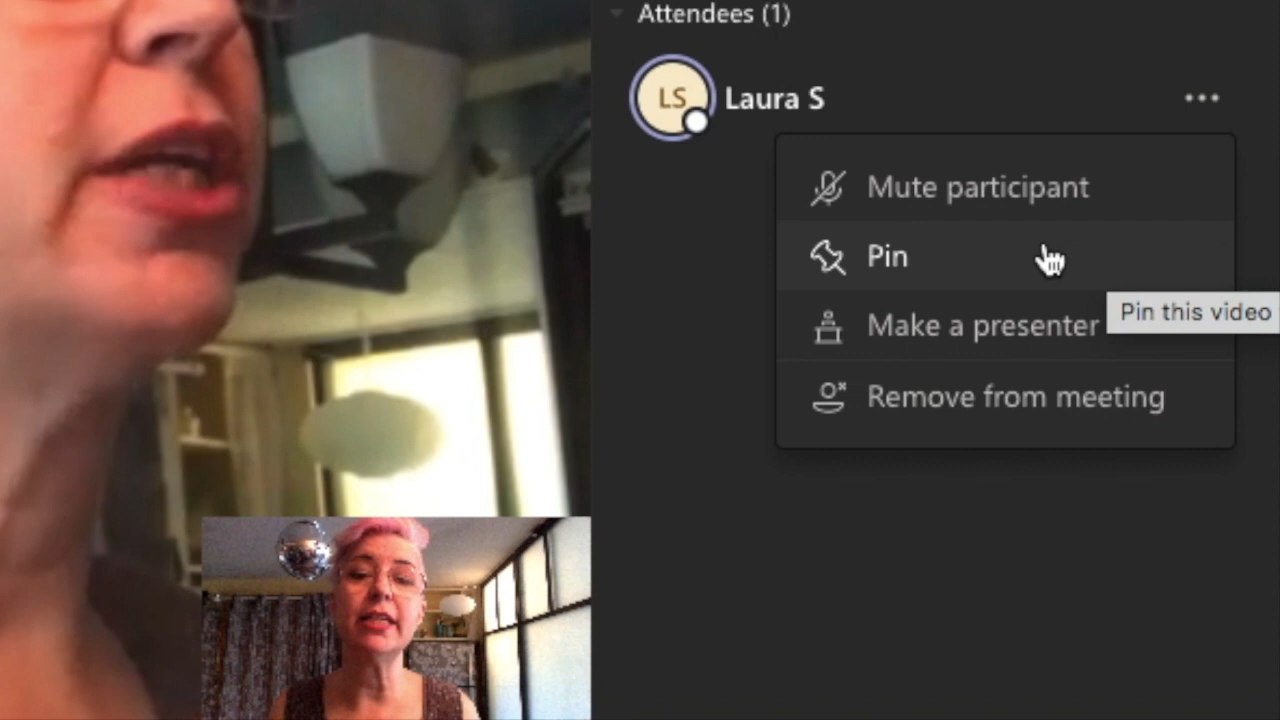 Attendees (1)
LS
Laura S
Mute participant
Pin
Pin this video
Make a presenter
Remove from meeting